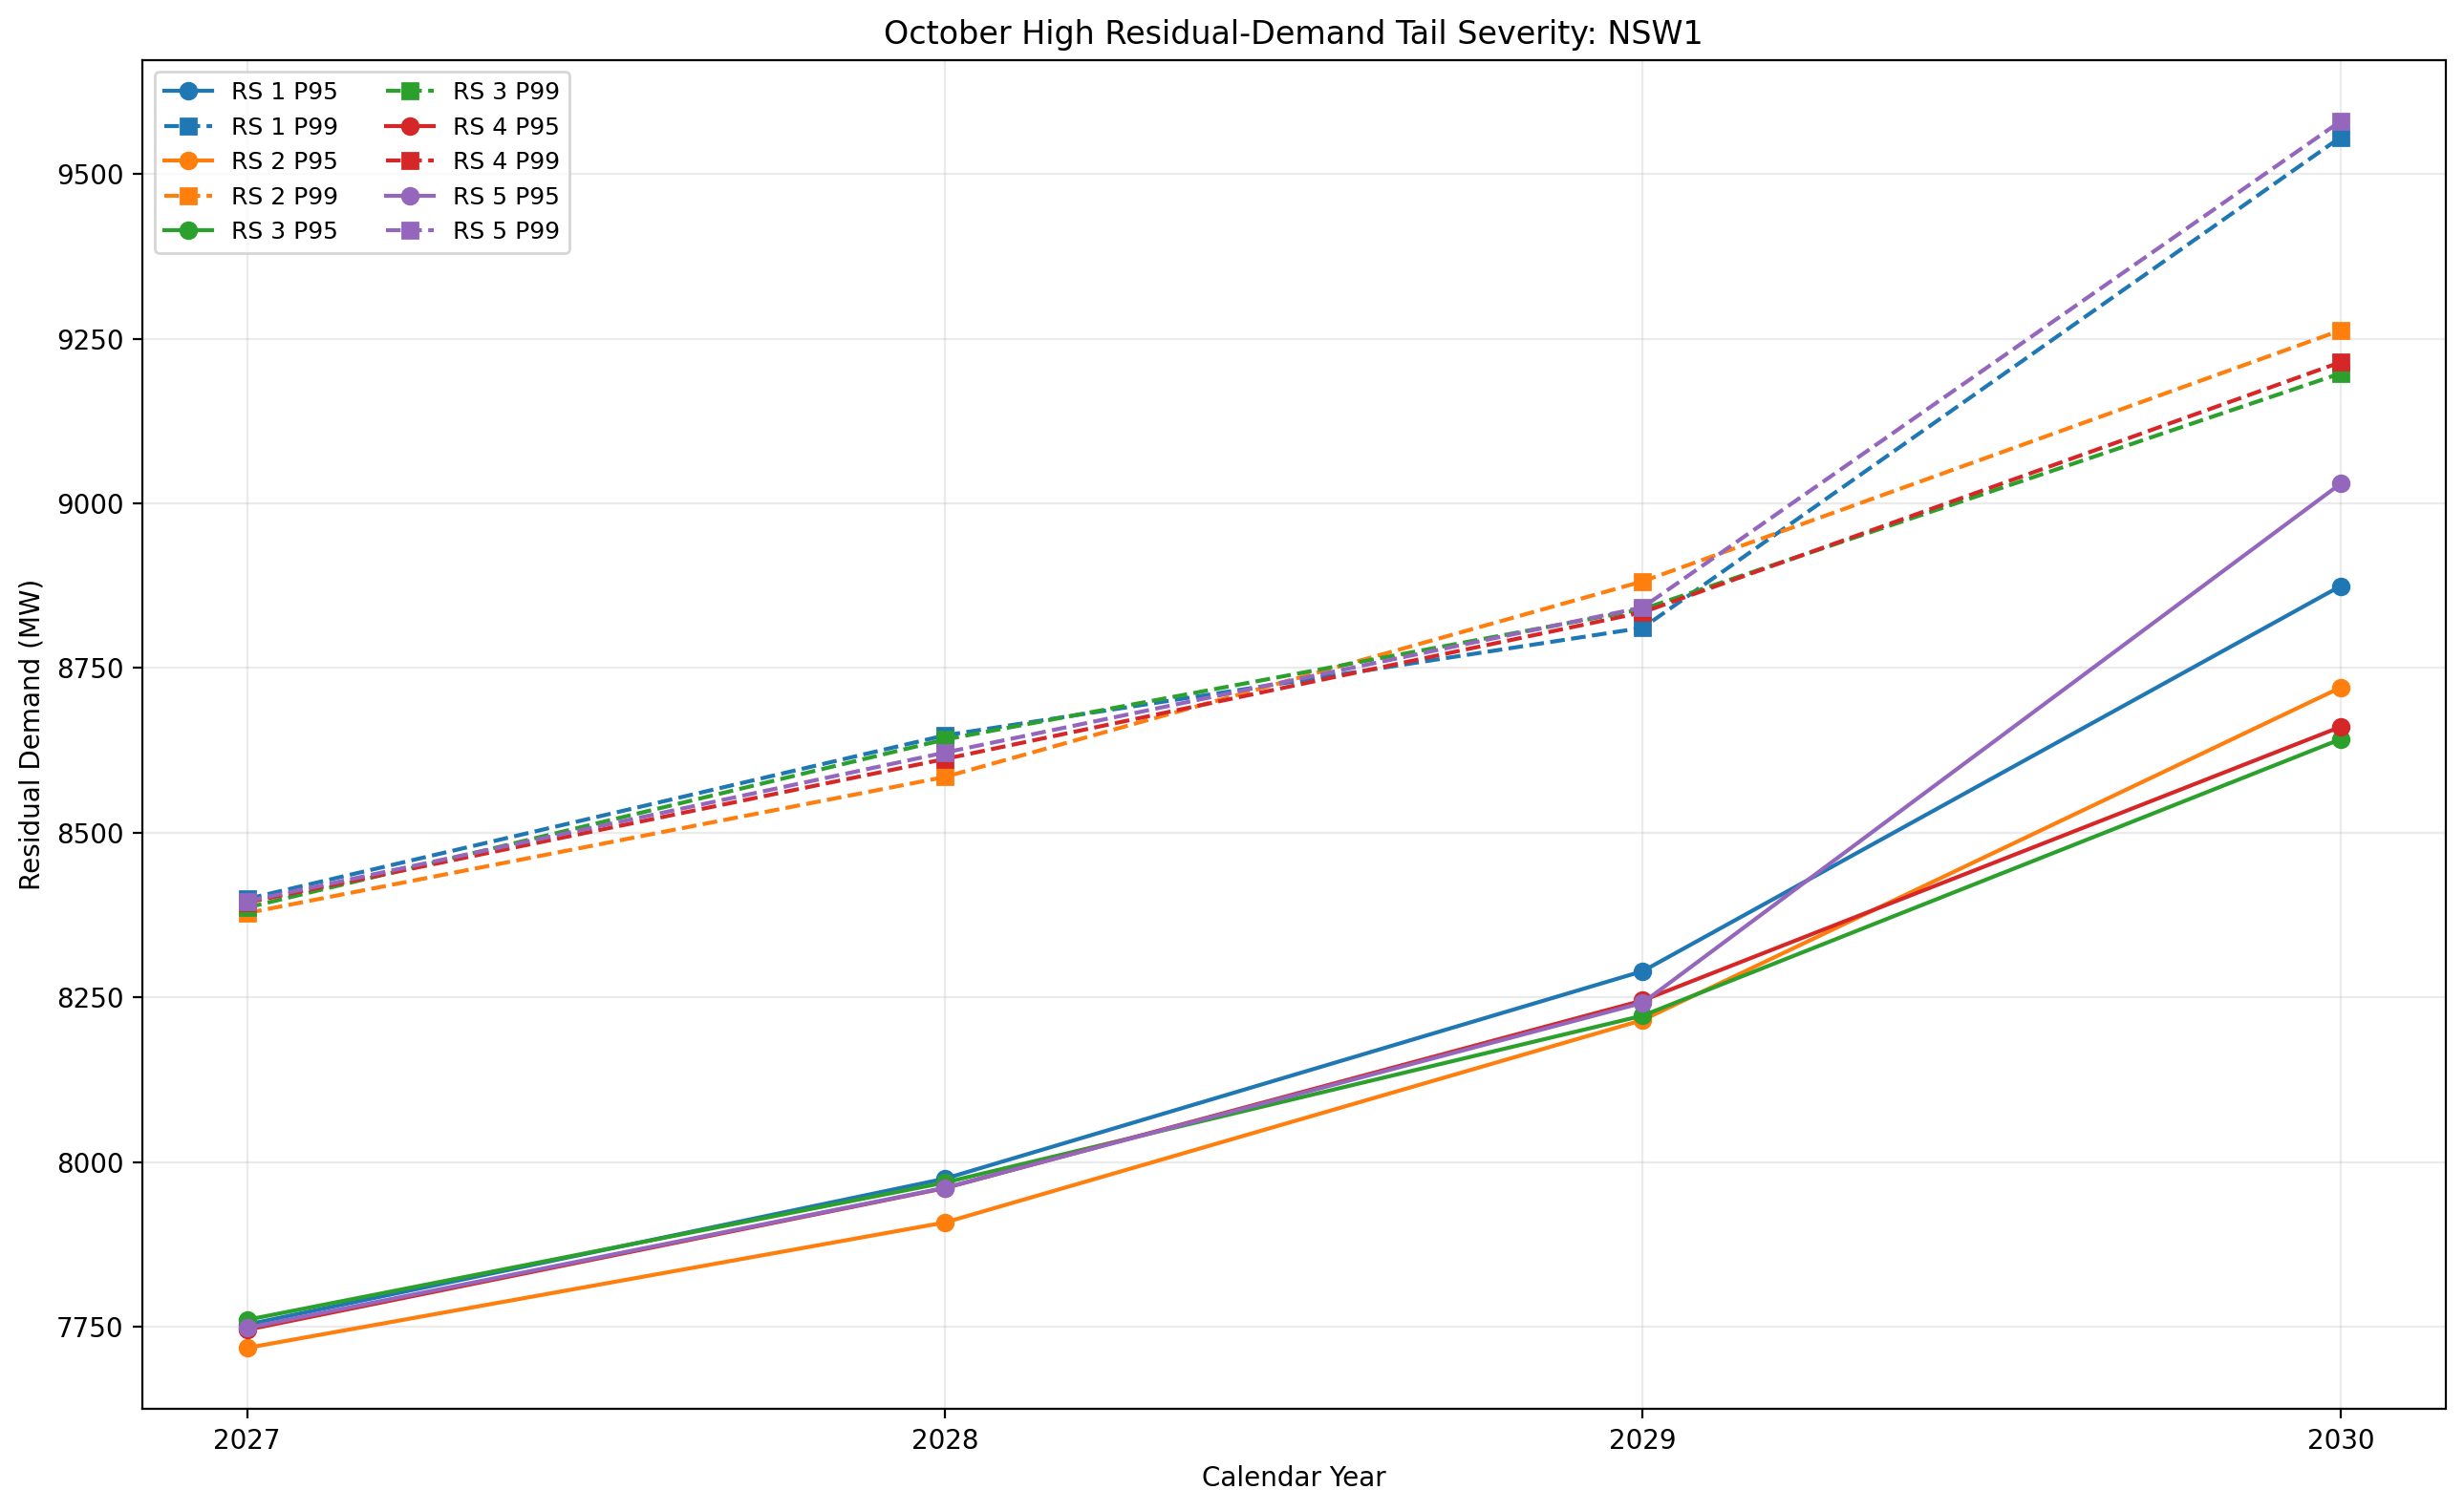 October High Residual-Demand Tail Severity: NSW1
RS 1 P95
RS 1 P99
RS 2 P95
RS 2 P99
RS 3 P95
RS 3 P99
RS 4 P95
RS 4 P99
RS 5 P95
RS 5 P99
Residual Demand (MW)
9500
9250
9000
8750
8500
8250
8000
7750
2027
2028
2029
2030
Calendar Year